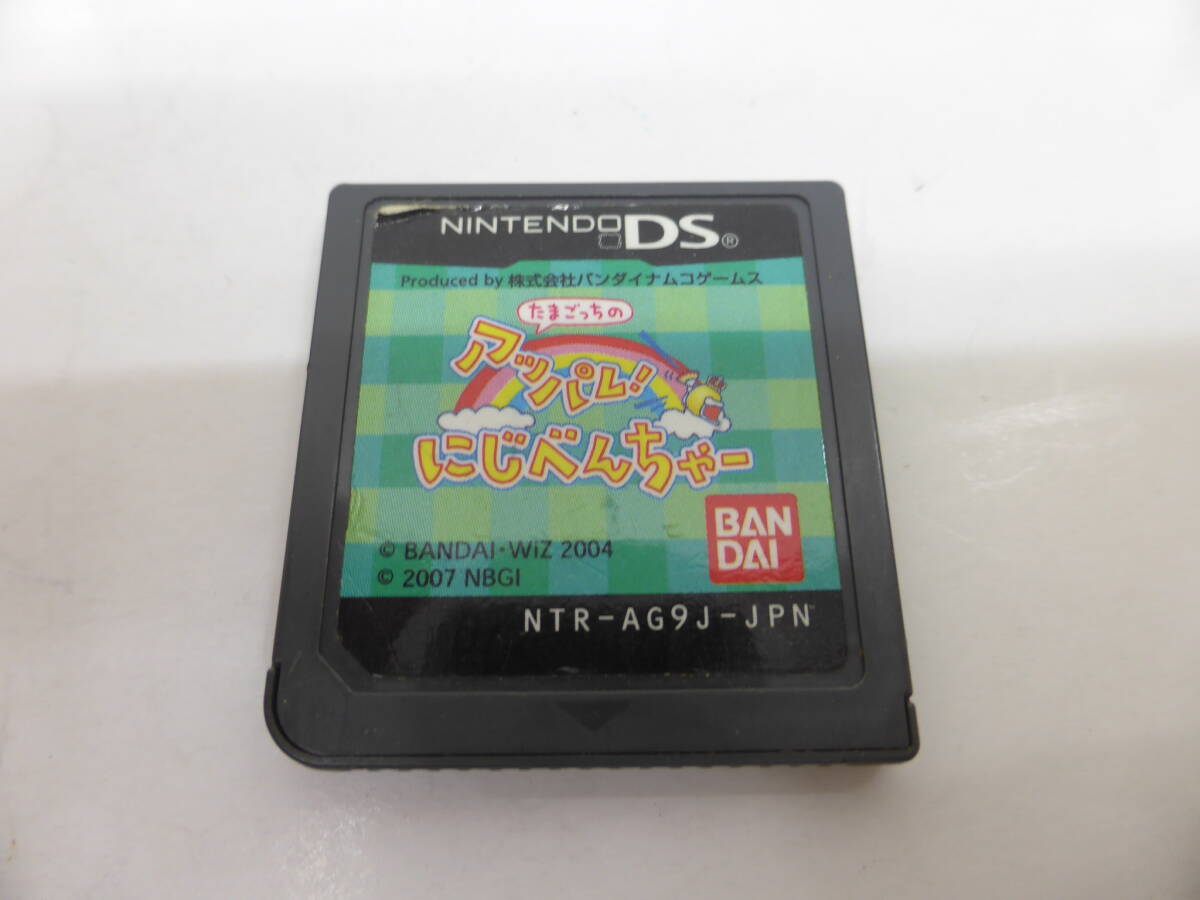 NINTENDO DS®
Produced by 株式会社バンダイナムコゲームス
たまごっちの
アッパレ!
にじべんちゃー
BAN
DAI
© BANDAI・WiZ 2004
© 2007 NBGI
NTR-AG9J-JPN